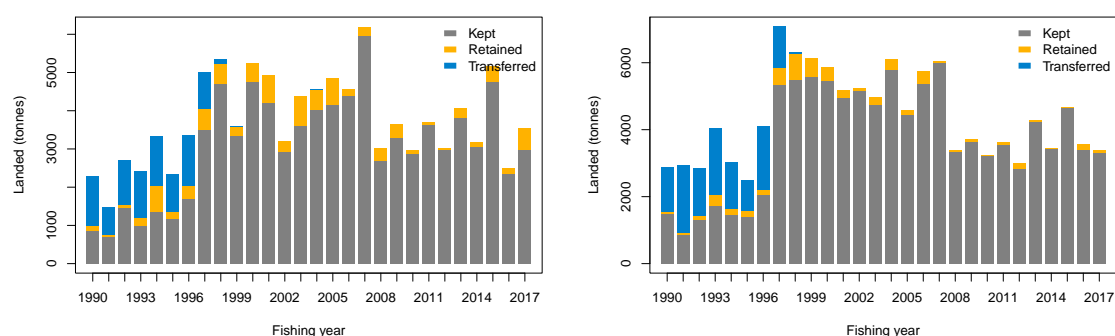 Kept
Retained
Transferred
Landed (tonnes)
0
1000
3000
5000
1990
1993
1996
1999
2002
2005
2008
2011
2014
2017
Fishing year
Kept
Retained
Transferred
Landed (tonnes)
0
2000
4000
6000
1990
1993
1996
1999
2002
2005
2008
2011
2014
2017
Fishing year